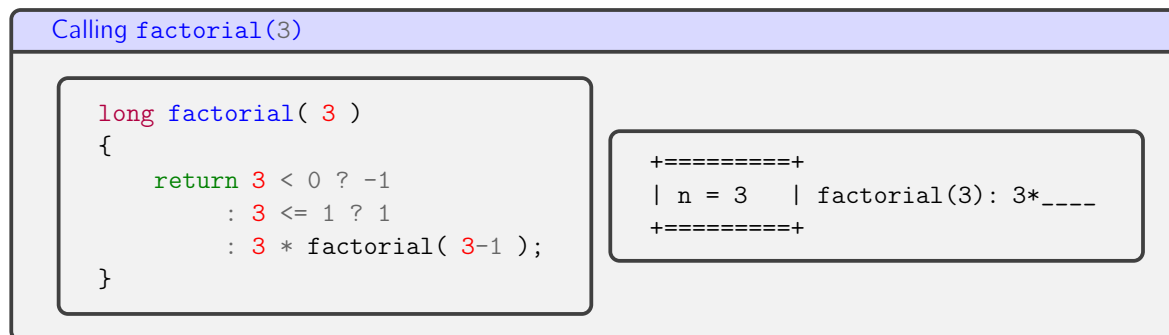 Calling factorial(3)
long factorial( 3 )
{
    return 3 < 0 ? -1
         : 3 <= 1 ? 1
         : 3 * factorial( 3-1 );
}
+=========+
| n = 3   | factorial(3): 3*____
+=========+